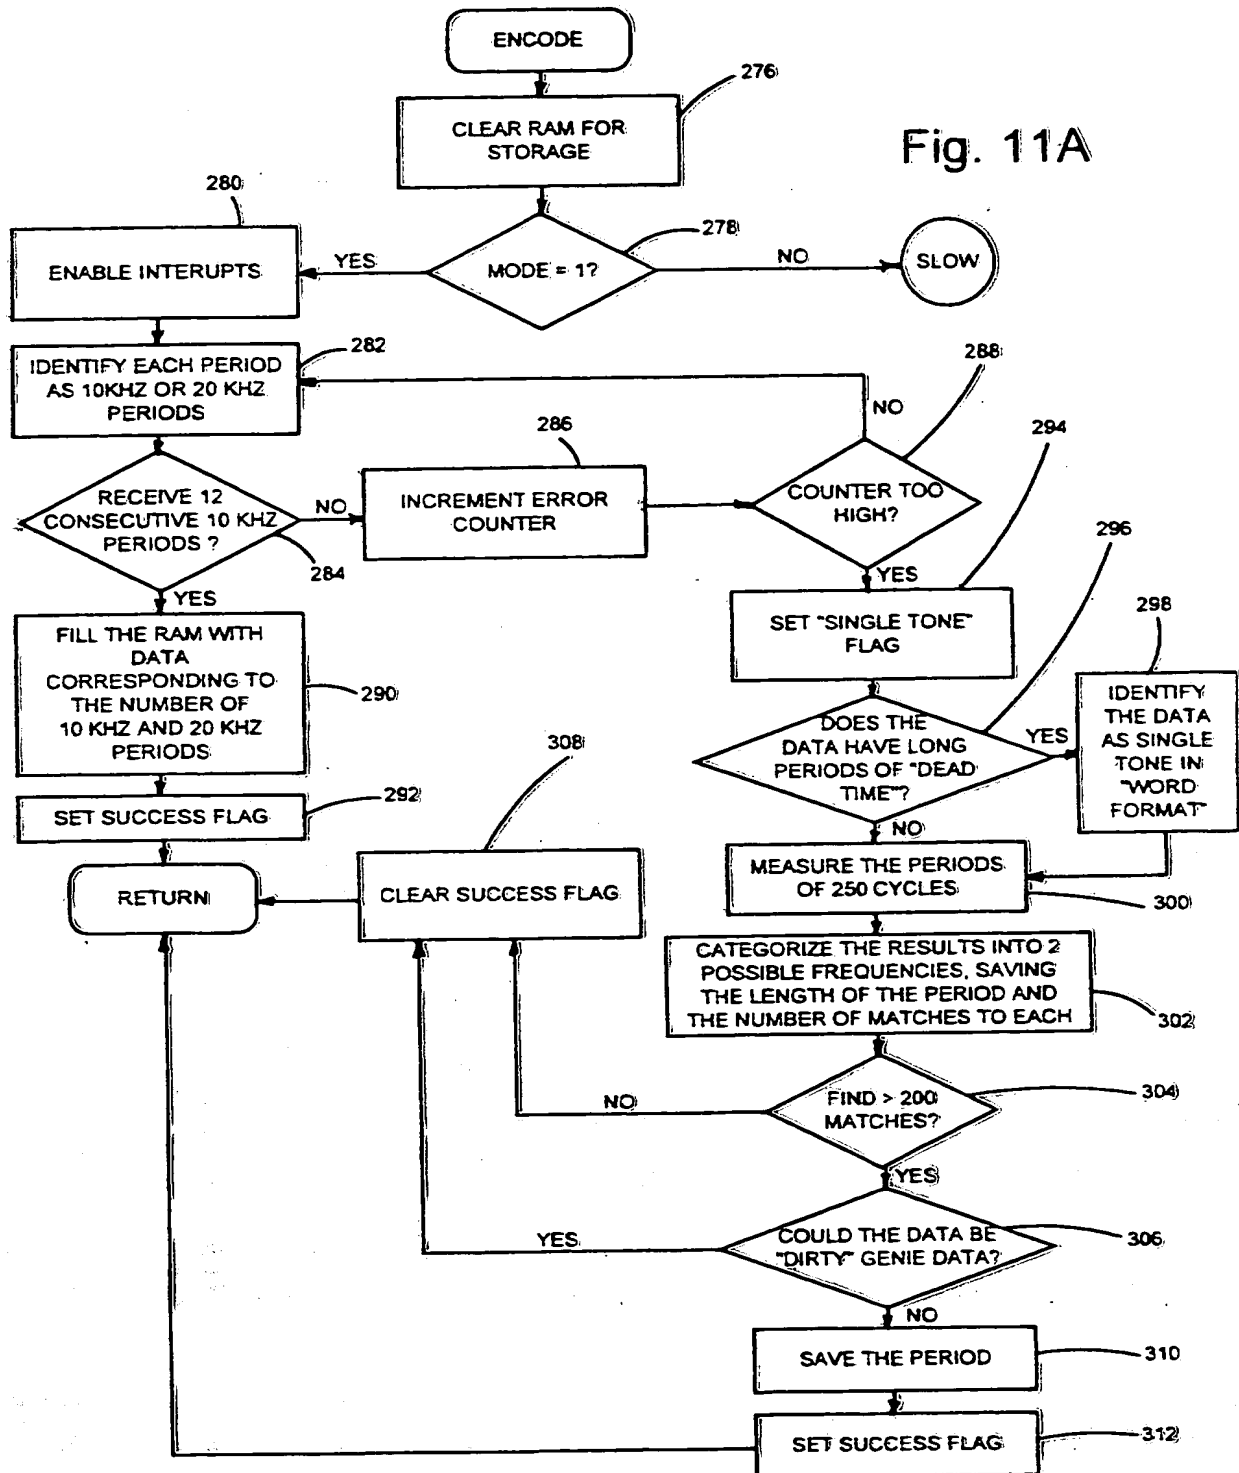 ENCODE
276
CLEAR RAM FOR
STORAGE
Fig. 11A
280
278
ENABLE INTERUPTS
YES
MODE = 1?
NO
SLOW
282
IDENTIFY EACH PERIOD
AS 10KHZ OR 20 KHZ
PERIODS
288
NO
286
294
RECEIVE 12
CONSECUTIVE 10 KHZ
PERIODS ?
NO
INCREMENT ERROR
COUNTER
COUNTER TOO
HIGH?
284
296
YES
YES
298
FILL THE RAM WITH
DATA
CORRESPONDING TO
THE NUMBER OF
10 KHZ AND 20 KHZ
PERIODS
290
SET "SINGLE TONE"
FLAG
IDENTIFY
THE DATA
AS SINGLE
TONE IN
"WORD
FORMAT"
308
DOES THE
DATA HAVE LONG
PERIODS OF "DEAD
TIME"?
YES
292
SET SUCCESS FLAG
NO
RETURN
CLEAR SUCCESS FLAG
MEASURE THE PERIODS
OF 250 CYCLES
300
CATEGORIZE THE RESULTS INTO 2
POSSIBLE FREQUENCIES, SAVING
THE LENGTH OF THE PERIOD AND
THE NUMBER OF MATCHES TO EACH
302
NO
FIND > 200
MATCHES?
304
YES
YES
COULD THE DATA BE
"DIRTY" GENIE DATA?
306
NO
SAVE THE PERIOD
310
SET SUCCESS FLAG
312